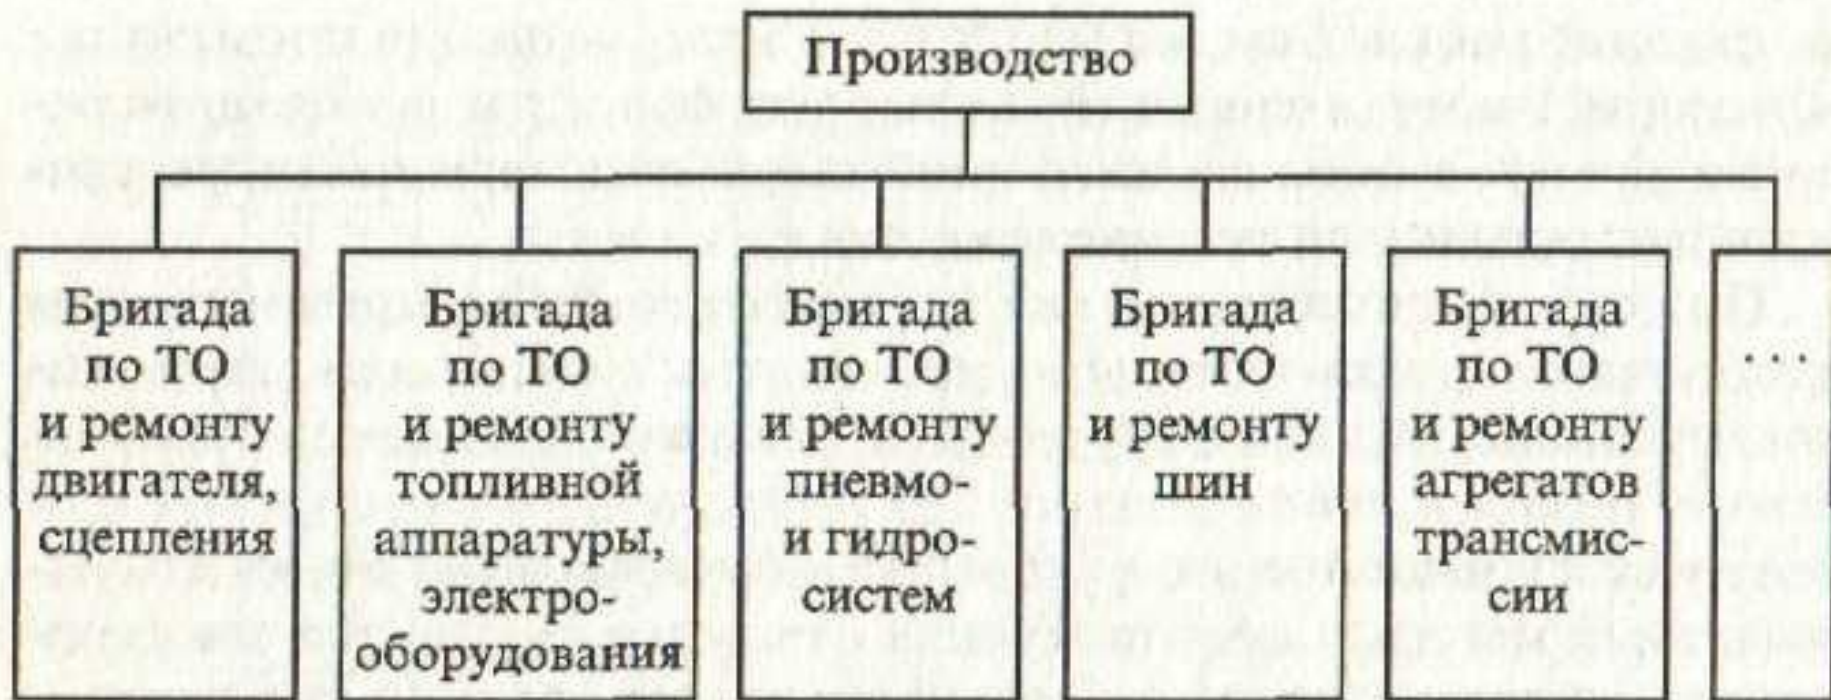 Производство
Бригада
по ТО
и ремонту
двигателя,
сцепления
Бригада
по ТО
и ремонту
топливной
аппаратуры,
электро-
оборудования
Бригада
по ТО
и ремонту
пневмо-
и гидро-
систем
Бригада
по ТО
и ремонту
шин
Бригада
по ТО
и ремонту
агрегатов
трансмис-
сии
...